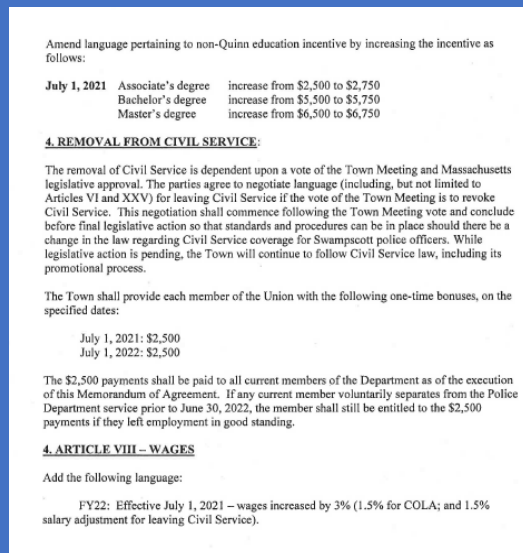 Amend language pertaining to non-Quinn education incentive by increasing the incentive as
follows:
July 1, 2021 Associate's degree increase from $2,500 to $2,750
Bachelor's degree increase from $5,500 to $5,750
Master's degree increase from $6,500 to $6,750
4. REMOVAL FROM CIVIL SERVICE:
The removal of Civil Service is dependent upon a vote of the Town Meeting and Massachusetts
legislative approval. The parties agree to negotiate language (including, but not limited to
Articles VI and XXV) for leaving Civil Service if the vote of the Town Meeting is to revoke
Civil Service. This negotiation shall commence following the Town Meeting vote and conclude
before final legislative action so that standards and procedures can be in place should there be a
change in the law regarding Civil Service coverage for Swampscott police officers. While
legislative action is pending, the Town will continue to follow Civil Service law, including its
promotional process.
The Town shall provide each member of the Union with the following one-time bonuses, on the
specified dates:
July 1, 2021: $2,500
July 1, 2022: $2,500
The $2,500 payments shall be paid to all current members of the Department as of the execution
of this Memorandum of Agreement. If any current member voluntarily separates from the Police
Department service prior to June 30, 2022, the member shall still be entitled to the $2,500
payments if they left employment in good standing.
4. ARTICLE VIII – WAGES
Add the following language:
FY22: Effective July 1, 2021 – wages increased by 3% (1.5% for COLA; and 1.5%
salary adjustment for leaving Civil Service).